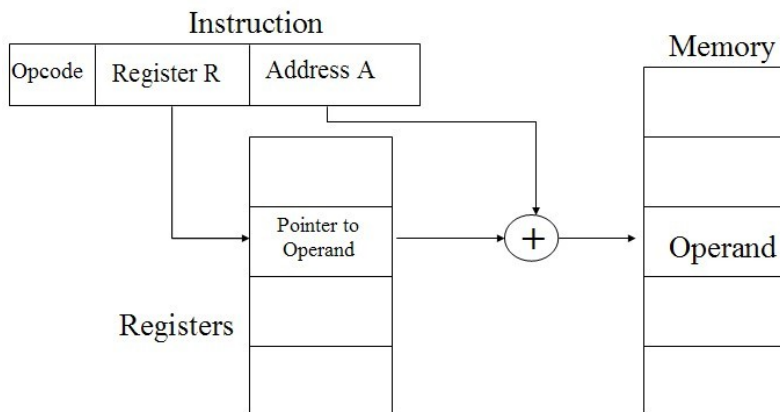 Instruction
Opcode Register R Address A
Memory
Pointer to
Operand
+
Operand
Registers